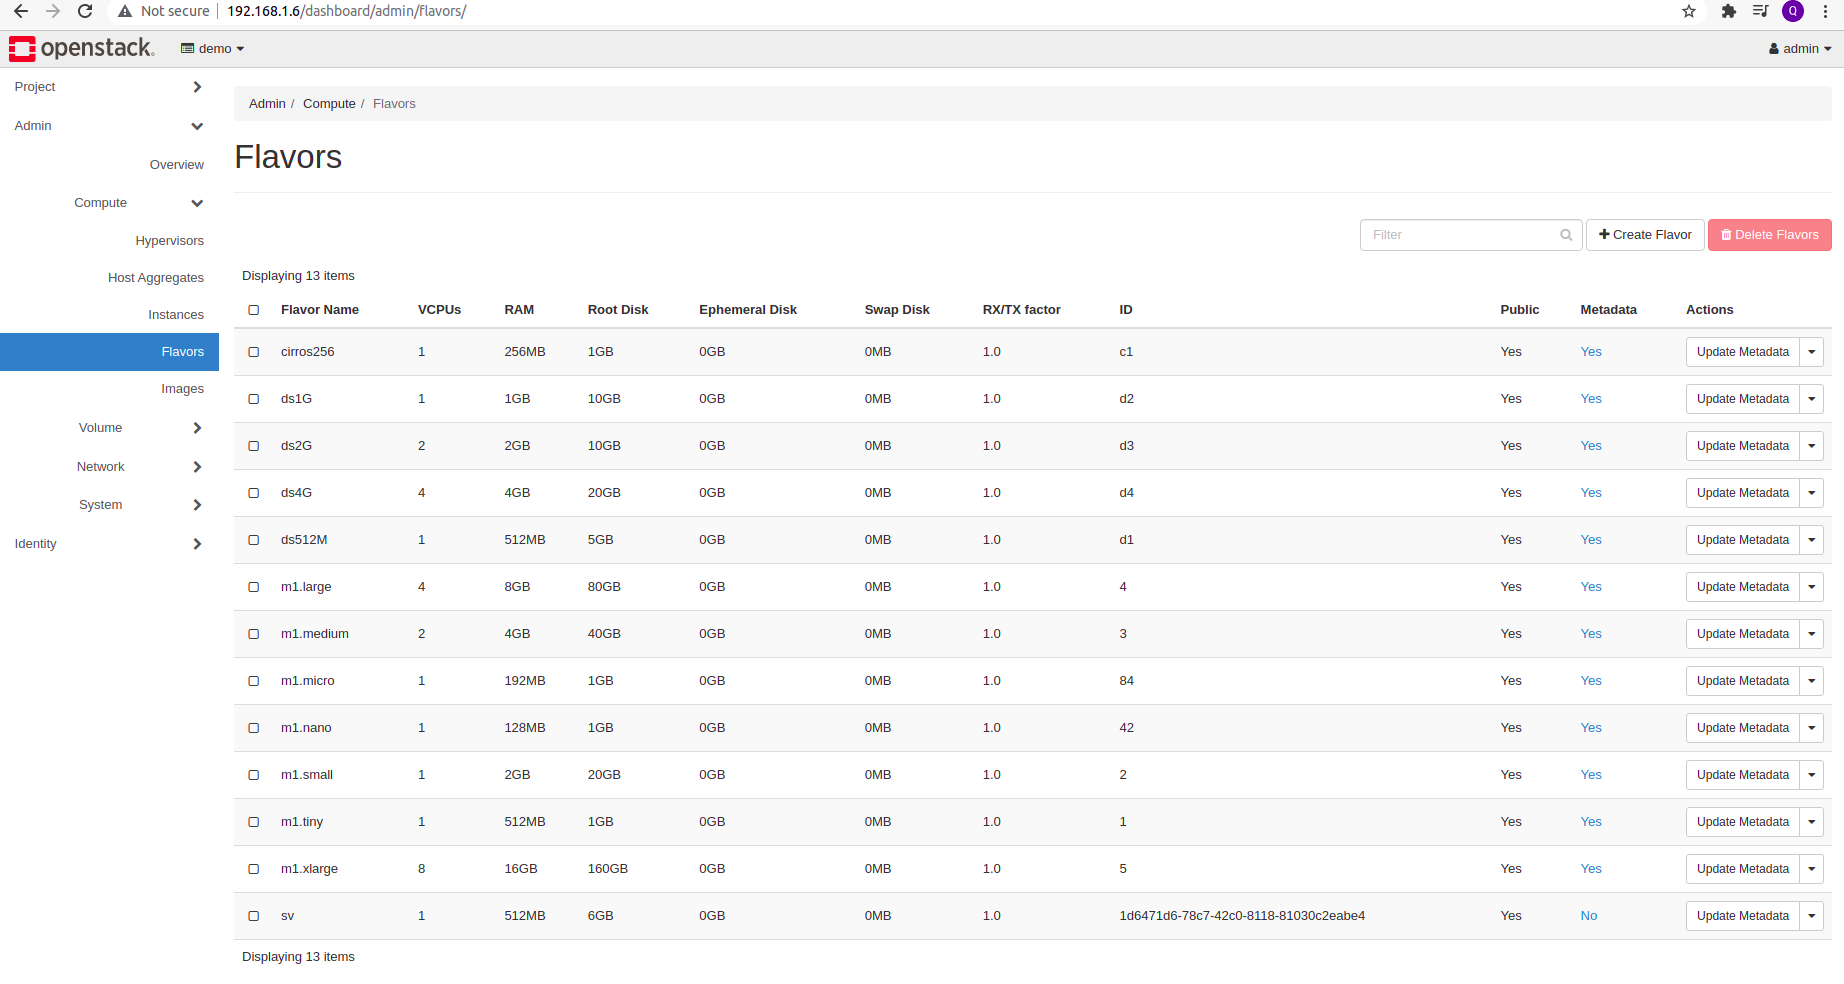 Not secure 192.168.1.6/dashboard/admin/flavors/ Q
openstack. demo admin
Project
Admin
Overview
Compute
Hypervisors
Host Aggregates
Instances
Flavors
Images
Volume
Network
System
Identity
Admin / Compute / Flavors
Flavors
Filter Create Flavor Delete Flavors
Displaying 13 items
Flavor Name VCPUs RAM Root Disk Ephemeral Disk Swap Disk RX/TX factor ID Public Metadata Actions
cirros256 1 256MB 1GB 0GB 0MB 1.0 c1 Yes Yes Update Metadata
ds1G 1 1GB 10GB 0GB 0MB 1.0 d2 Yes Yes Update Metadata
ds2G 2 2GB 10GB 0GB 0MB 1.0 d3 Yes Yes Update Metadata
ds4G 4 4GB 20GB 0GB 0MB 1.0 d4 Yes Yes Update Metadata
ds512M 1 512MB 5GB 0GB 0MB 1.0 d1 Yes Yes Update Metadata
m1.large 4 8GB 80GB 0GB 0MB 1.0 4 Yes Yes Update Metadata
m1.medium 2 4GB 40GB 0GB 0MB 1.0 3 Yes Yes Update Metadata
m1.micro 1 192MB 1GB 0GB 0MB 1.0 84 Yes Yes Update Metadata
m1.nano 1 128MB 1GB 0GB 0MB 1.0 42 Yes Yes Update Metadata
m1.small 1 2GB 20GB 0GB 0MB 1.0 2 Yes Yes Update Metadata
m1.tiny 1 512MB 1GB 0GB 0MB 1.0 1 Yes Yes Update Metadata
m1.xlarge 8 16GB 160GB 0GB 0MB 1.0 5 Yes Yes Update Metadata
sv 1 512MB 6GB 0GB 0MB 1.0 1d6471d6-78c7-42c0-8118-81030c2eabe4 Yes No Update Metadata
Displaying 13 items